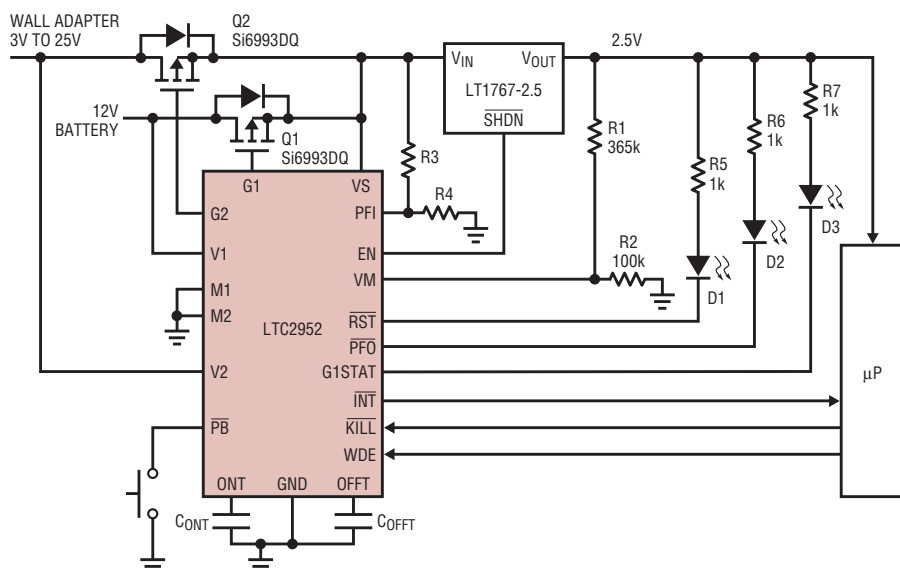 WALL ADAPTER
3V TO 25V
Q2
Si6993DQ
12V
BATTERY
Q1
Si6993DQ
VIN
VOUT
LT1767-2.5
SHDN
2.5V
R1
365k
R7
1k
R6
1k
R5
1k
R3
R4
R2
100k
D3
D2
D1
G1
VS
G2
PFI
V1
EN
M1
VM
M2
LTC2952
RST
PFO
V2
G1STAT
INT
PB
KILL
WDE
ONT
GND
OFFT
CONT
COFFT
µP